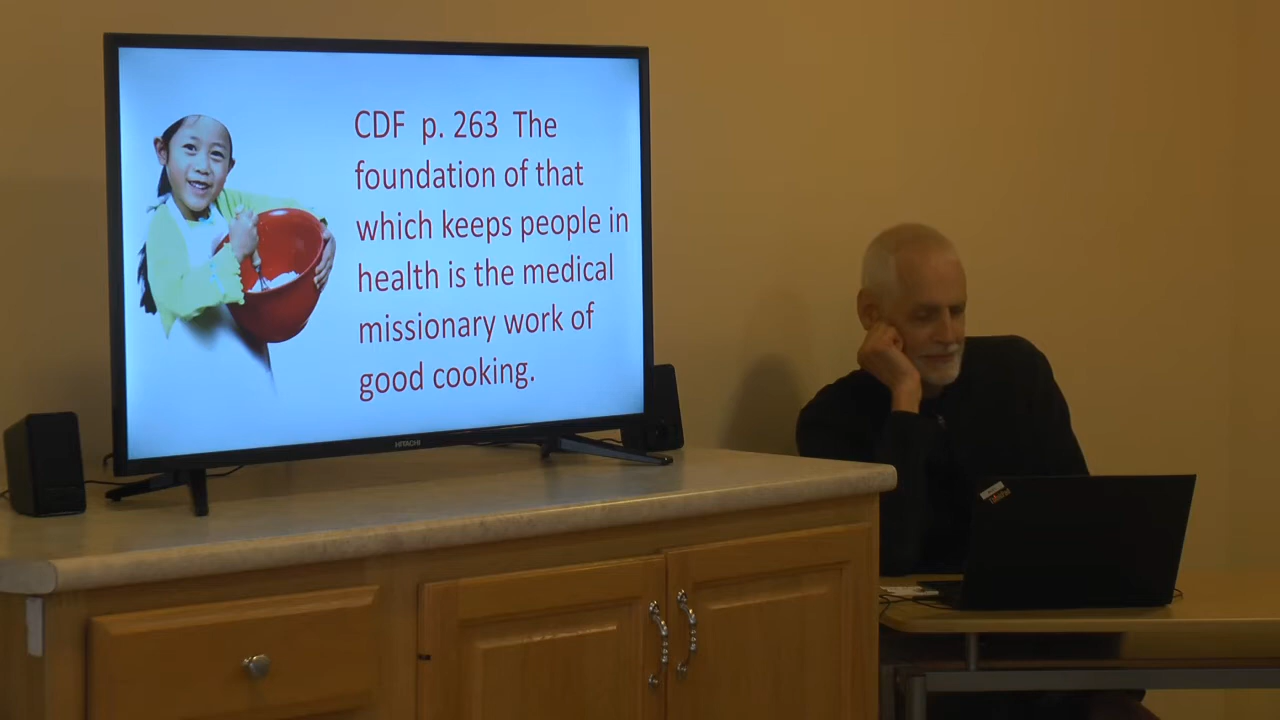 CDF p. 263 The
foundation of that
which keeps people in
health is the medical
missionary work of
good cooking.
HITACHI
ThinkPad